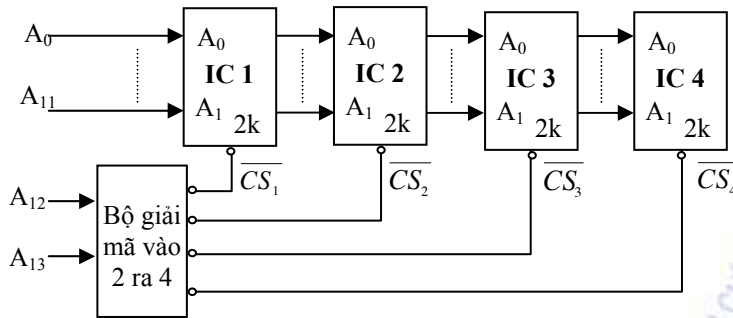 A0 A0 A0 A0 A0
IC 1 IC 2 IC 3 IC 4
A11 A1 A1 A1 A1
2k 2k 2k 2k
CS1 CS2 CS3 CS4
A12
Bộ giải
mã vào
A13
2 ra 4